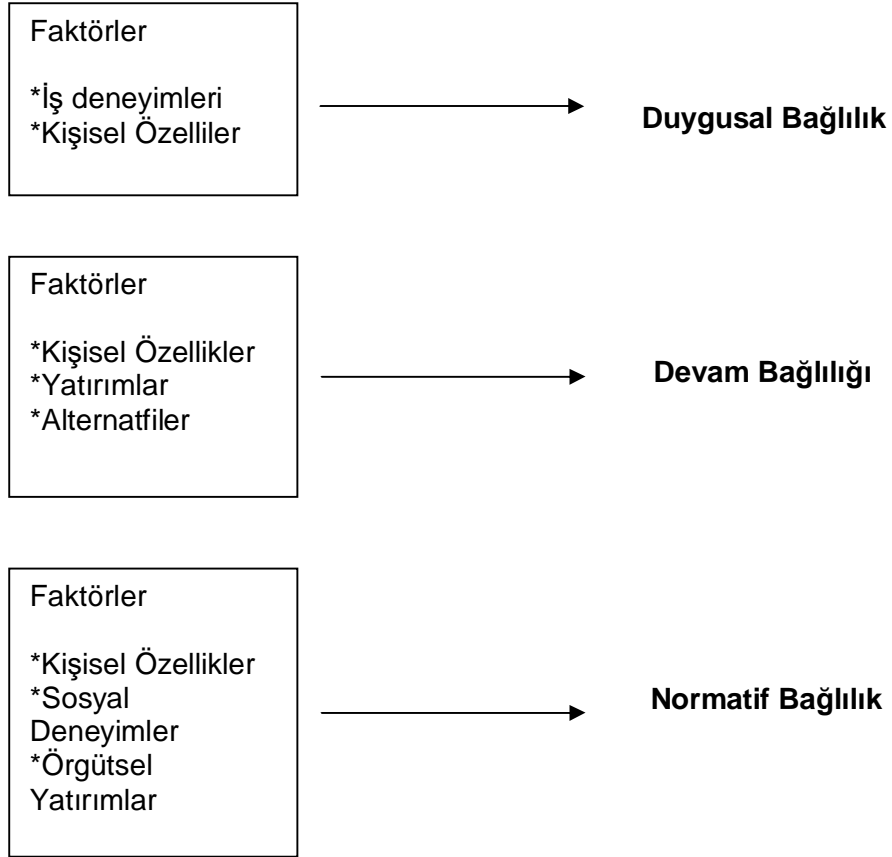 Faktörler
*İş deneyimleri
*Kişisel Özelliler
Duygusal Bağlılık
Faktörler
*Kişisel Özellikler
*Yatırımlar
*Alternatfiler
Devam Bağlılığı
Faktörler
*Kişisel Özellikler
*Sosyal
Deneyimler
*Örgütsel
Yatırımlar
Normatif Bağlılık